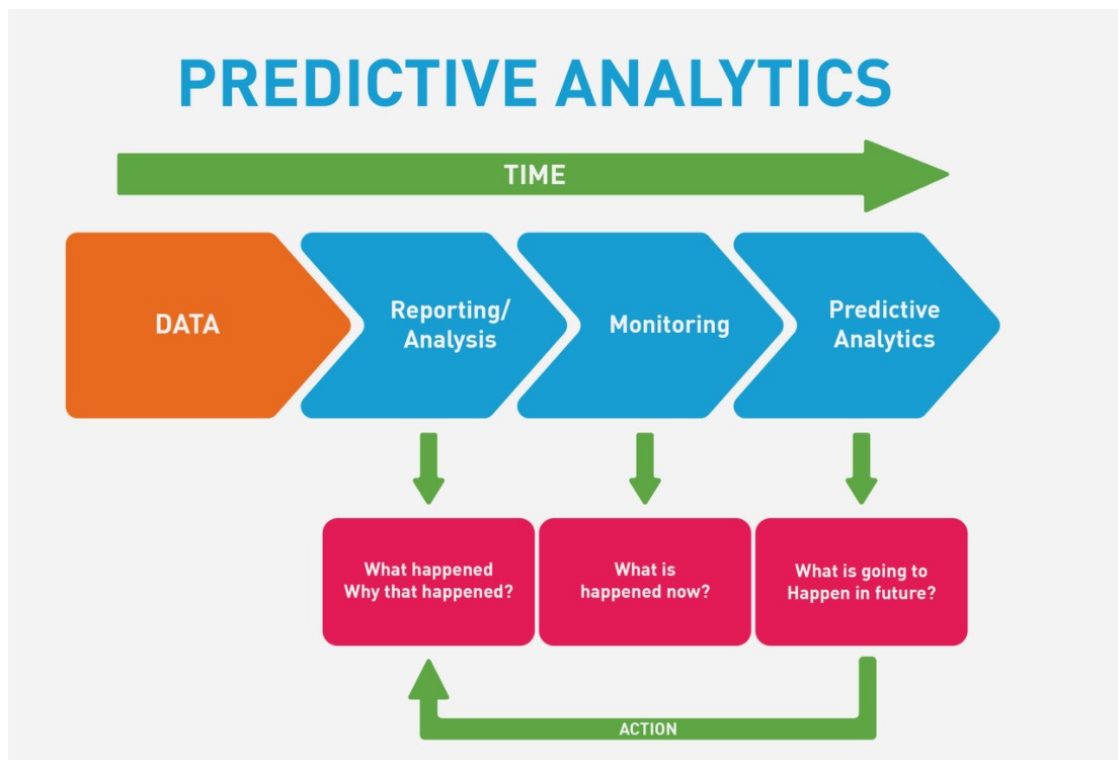 PREDICTIVE ANALYTICS
TIME
DATA
Reporting/
Analysis
Monitoring
Predictive
Analytics
What happened
Why that happened?
What is
happened now?
What is going to
Happen in future?
ACTION